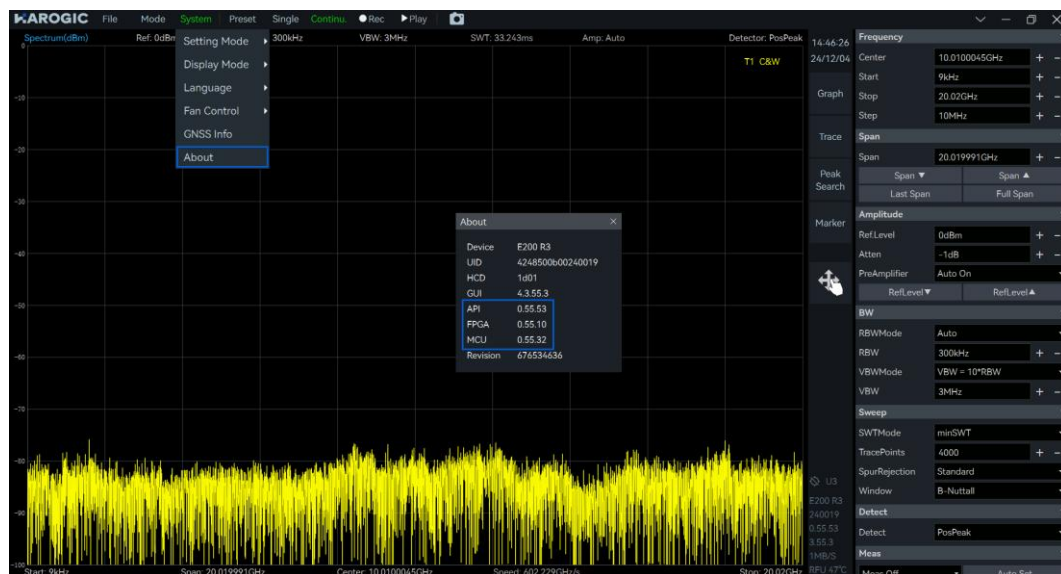 HAROGIC File Mode System Preset Single Continu. Rec Play
Spectrum(dBm) Ref: 0dBm 300kHz VBW: 3MHz SWT: 33.243ms Amp: Auto Detector: PosPeak
T1 C&W
0
-10
-20
-30
-40
-50
-60
-70
-80
-90
-100
Start: 9kHz Span: 20.019991GHz Center: 10.0100045GHz Speed: 602.229GHz/s Stop: 20.02GHz
Setting Mode
Display Mode
Language
Fan Control
GNSS Info
About
About
Device E200 R3
UID 4248500b00240019
HCD 1d01
GUI 4.3.55.3
API 0.55.53
FPGA 0.55.10
MCU 0.55.32
Revision 676534636
14:46:26
24/12/04
Graph
Trace
Peak
Search
Marker
U3
E200 R3
240019
0.55.53
3.55.3
1MB/S
RFU 47°C
Frequency
Center 10.0100045GHz + -
Start 9kHz + -
Stop 20.02GHz + -
Step 10MHz + -
Span
Span 20.019991GHz + -
Span ▼ Span ▲
Last Span Full Span
Amplitude
Ref.Level 0dBm + -
Atten -1dB + -
PreAmplifier Auto On
RefLevel▼ RefLevel▲
BW
RBWMode Auto
RBW 300kHz + -
VBWMode VBW = 10*RBW
VBW 3MHz + -
Sweep
SWTMode minSWT
TracePoints 4000 + -
SpurRejection Standard
Window B-Nuttall
Detect
Detect PosPeak
Meas
Meas Off Auto Set